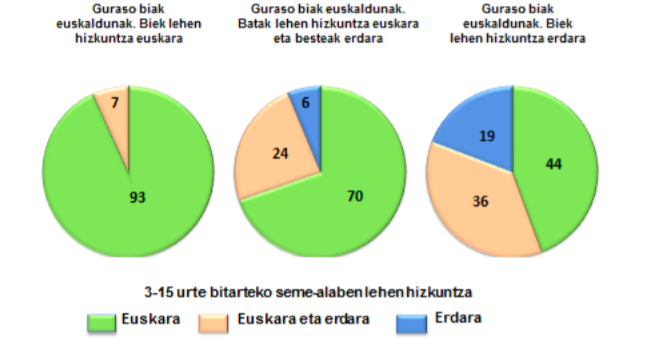 Guraso biak
euskaldunak. Biek lehen
hizkuntza euskara
Guraso biak euskaldunak.
Batak lehen hizkuntza euskara
eta besteak erdara
Guraso biak
euskaldunak. Biek
lehen hizkuntza erdara
7
93
6
24
70
19
44
36
3-15 urte bitarteko seme-alaben lehen hizkuntza
Euskara
Euskara eta erdara
Erdara